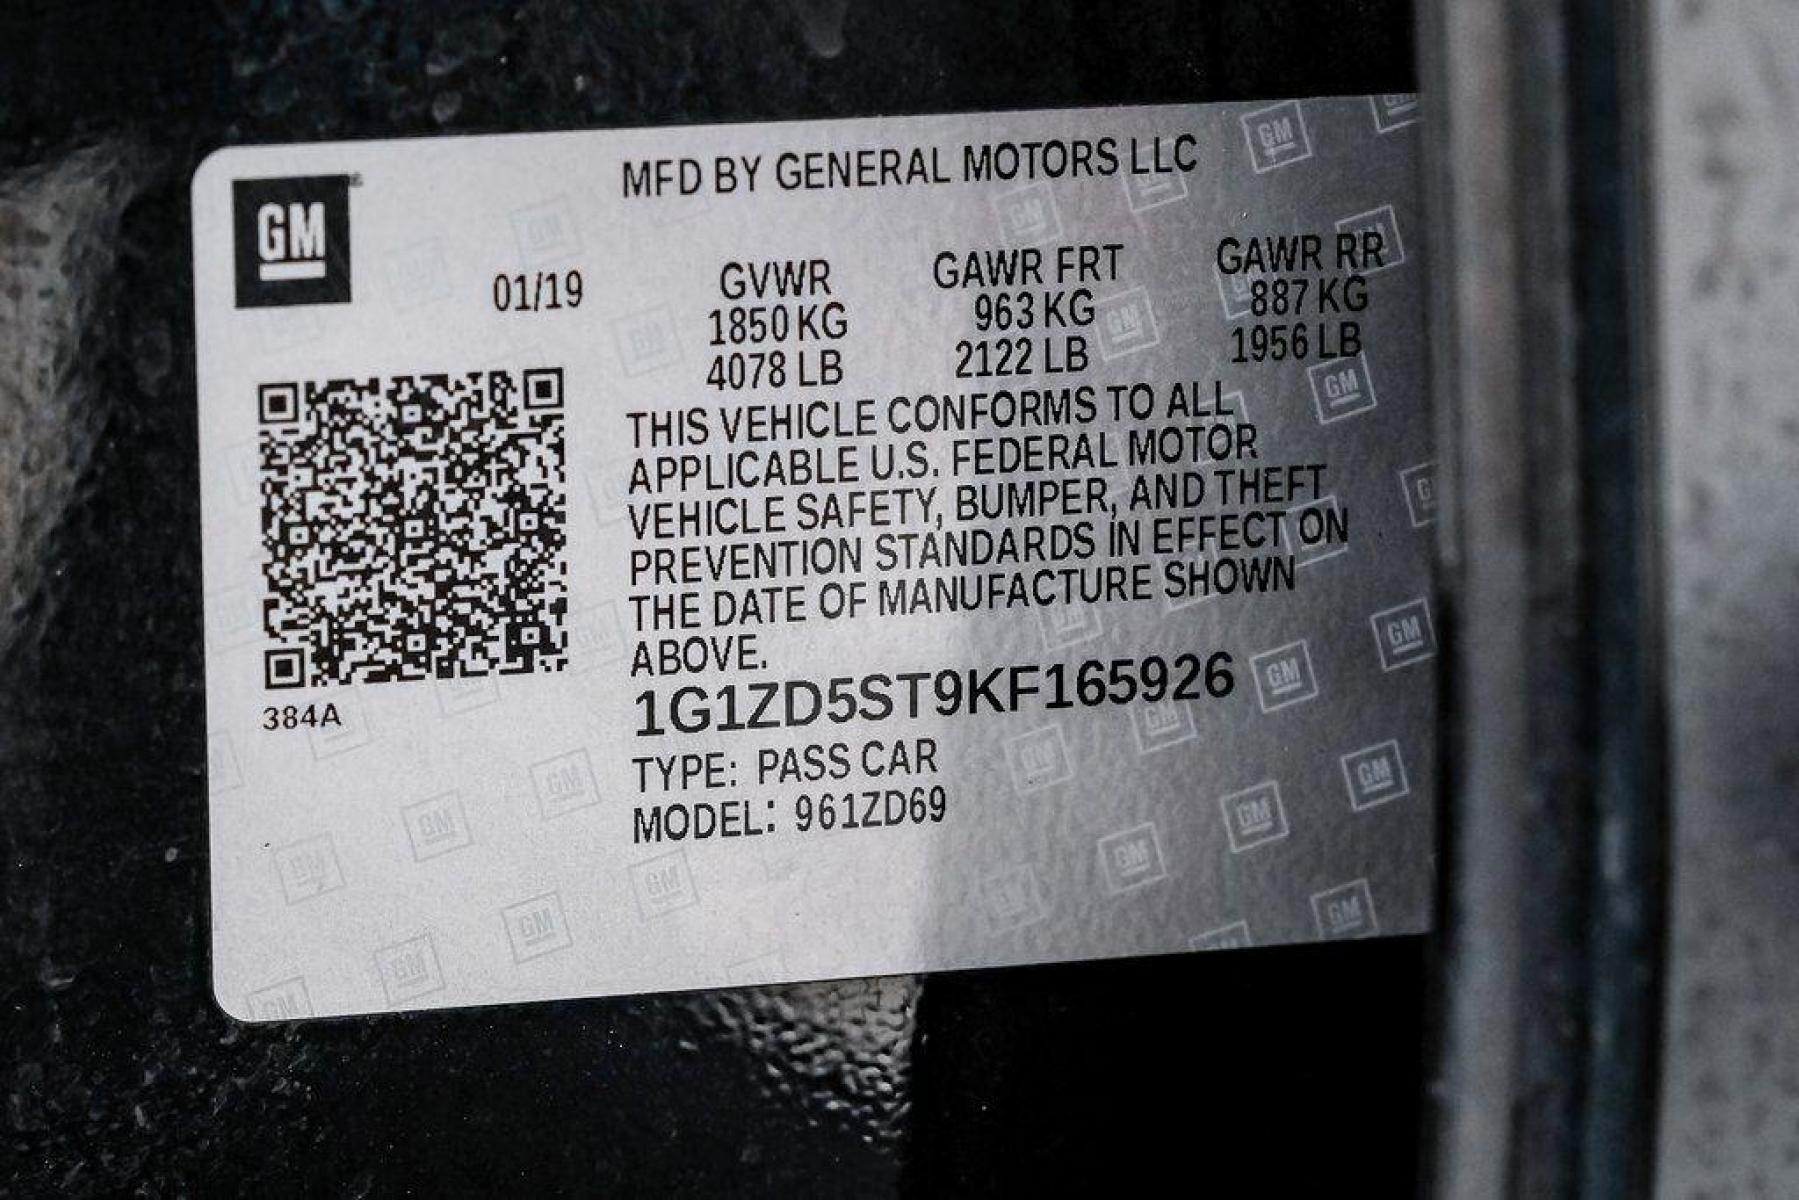 GM
MFD BY GENERAL MOTORS LLC
01/19
GVWR GAWR FRT GAWR RR
1850 KG 963 KG 887 KG
4078 LB 2122 LB 1956 LB
THIS VEHICLE CONFORMS TO ALL
APPLICABLE U.S. FEDERAL MOTOR
VEHICLE SAFETY, BUMPER, AND THEFT
PREVENTION STANDARDS IN EFFECT ON
THE DATE OF MANUFACTURE SHOWN
ABOVE.
384A
1G1ZD5ST9KF165926
TYPE: PASS CAR
MODEL: 961ZD69